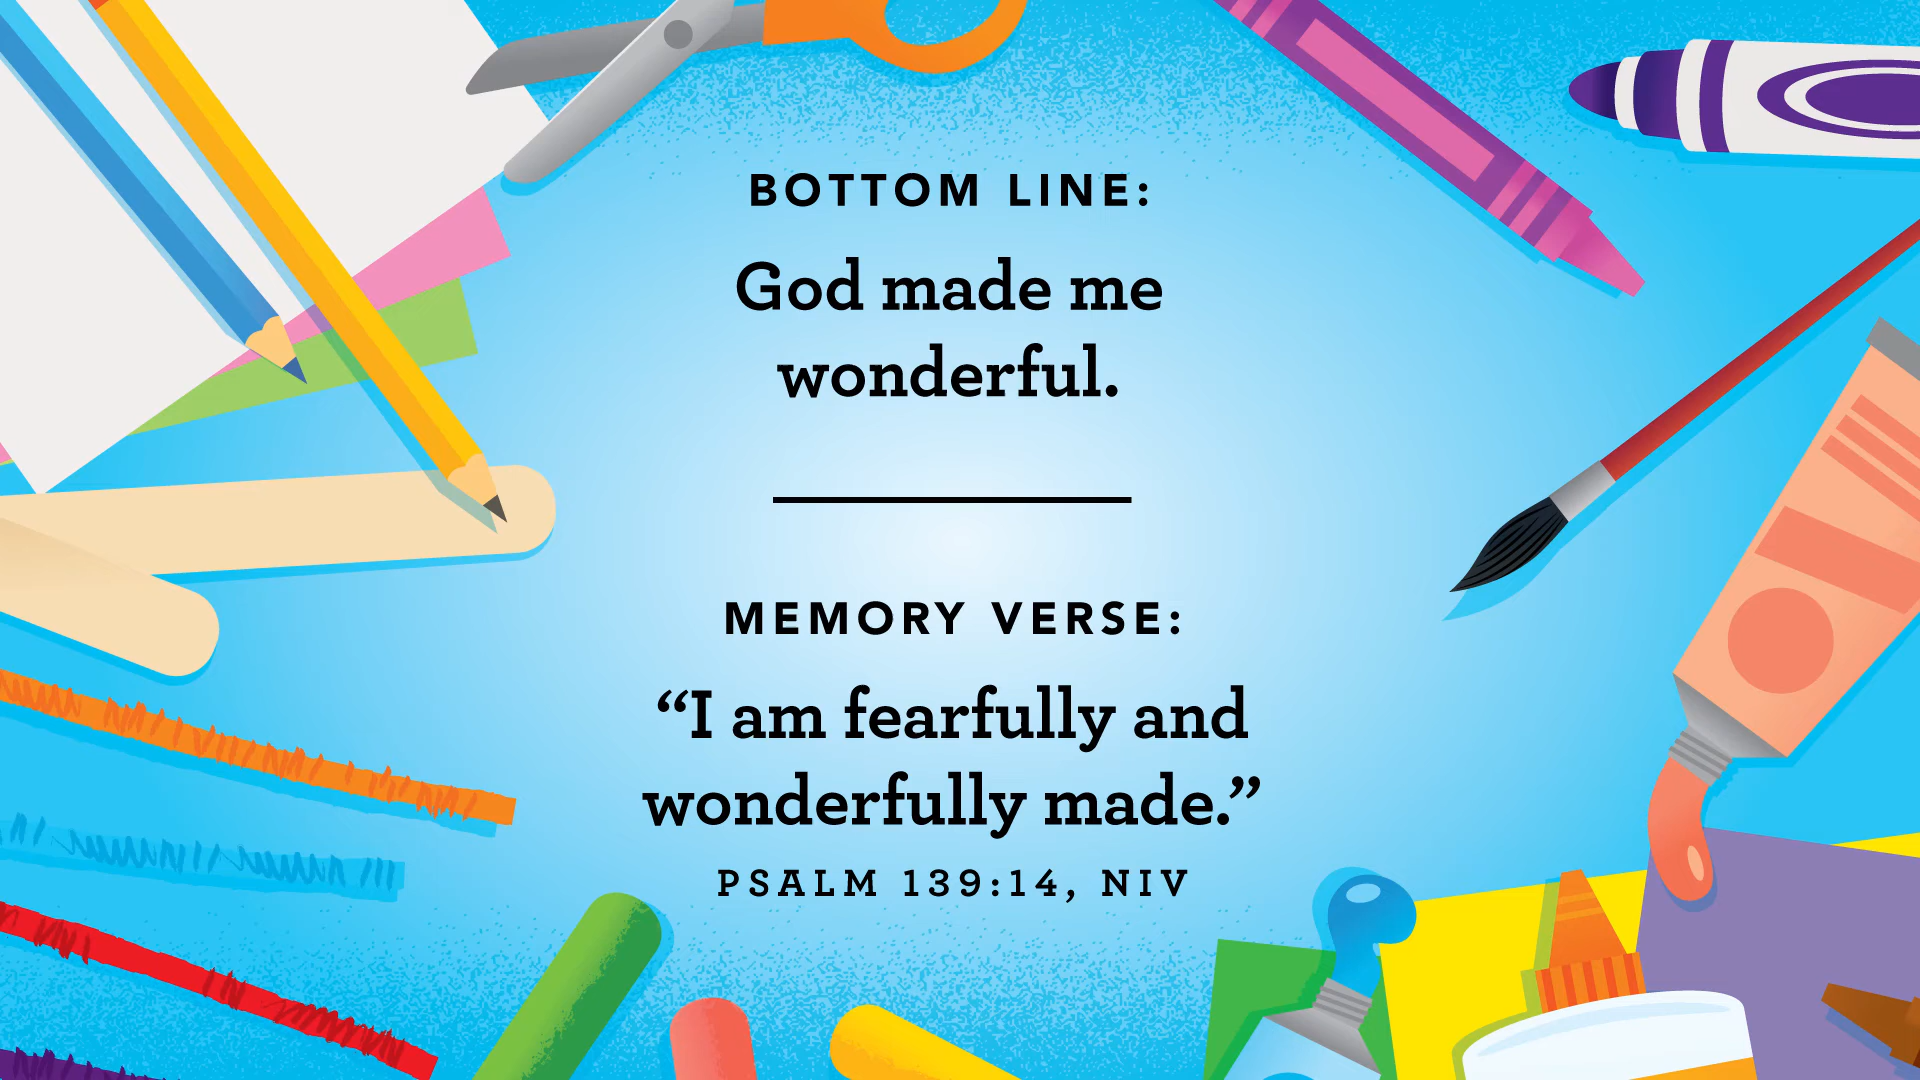 BOTTOM LINE:
God made me
wonderful.
MEMORY VERSE:
“I am fearfully and
wonderfully made.”
PSALM 139:14, NIV